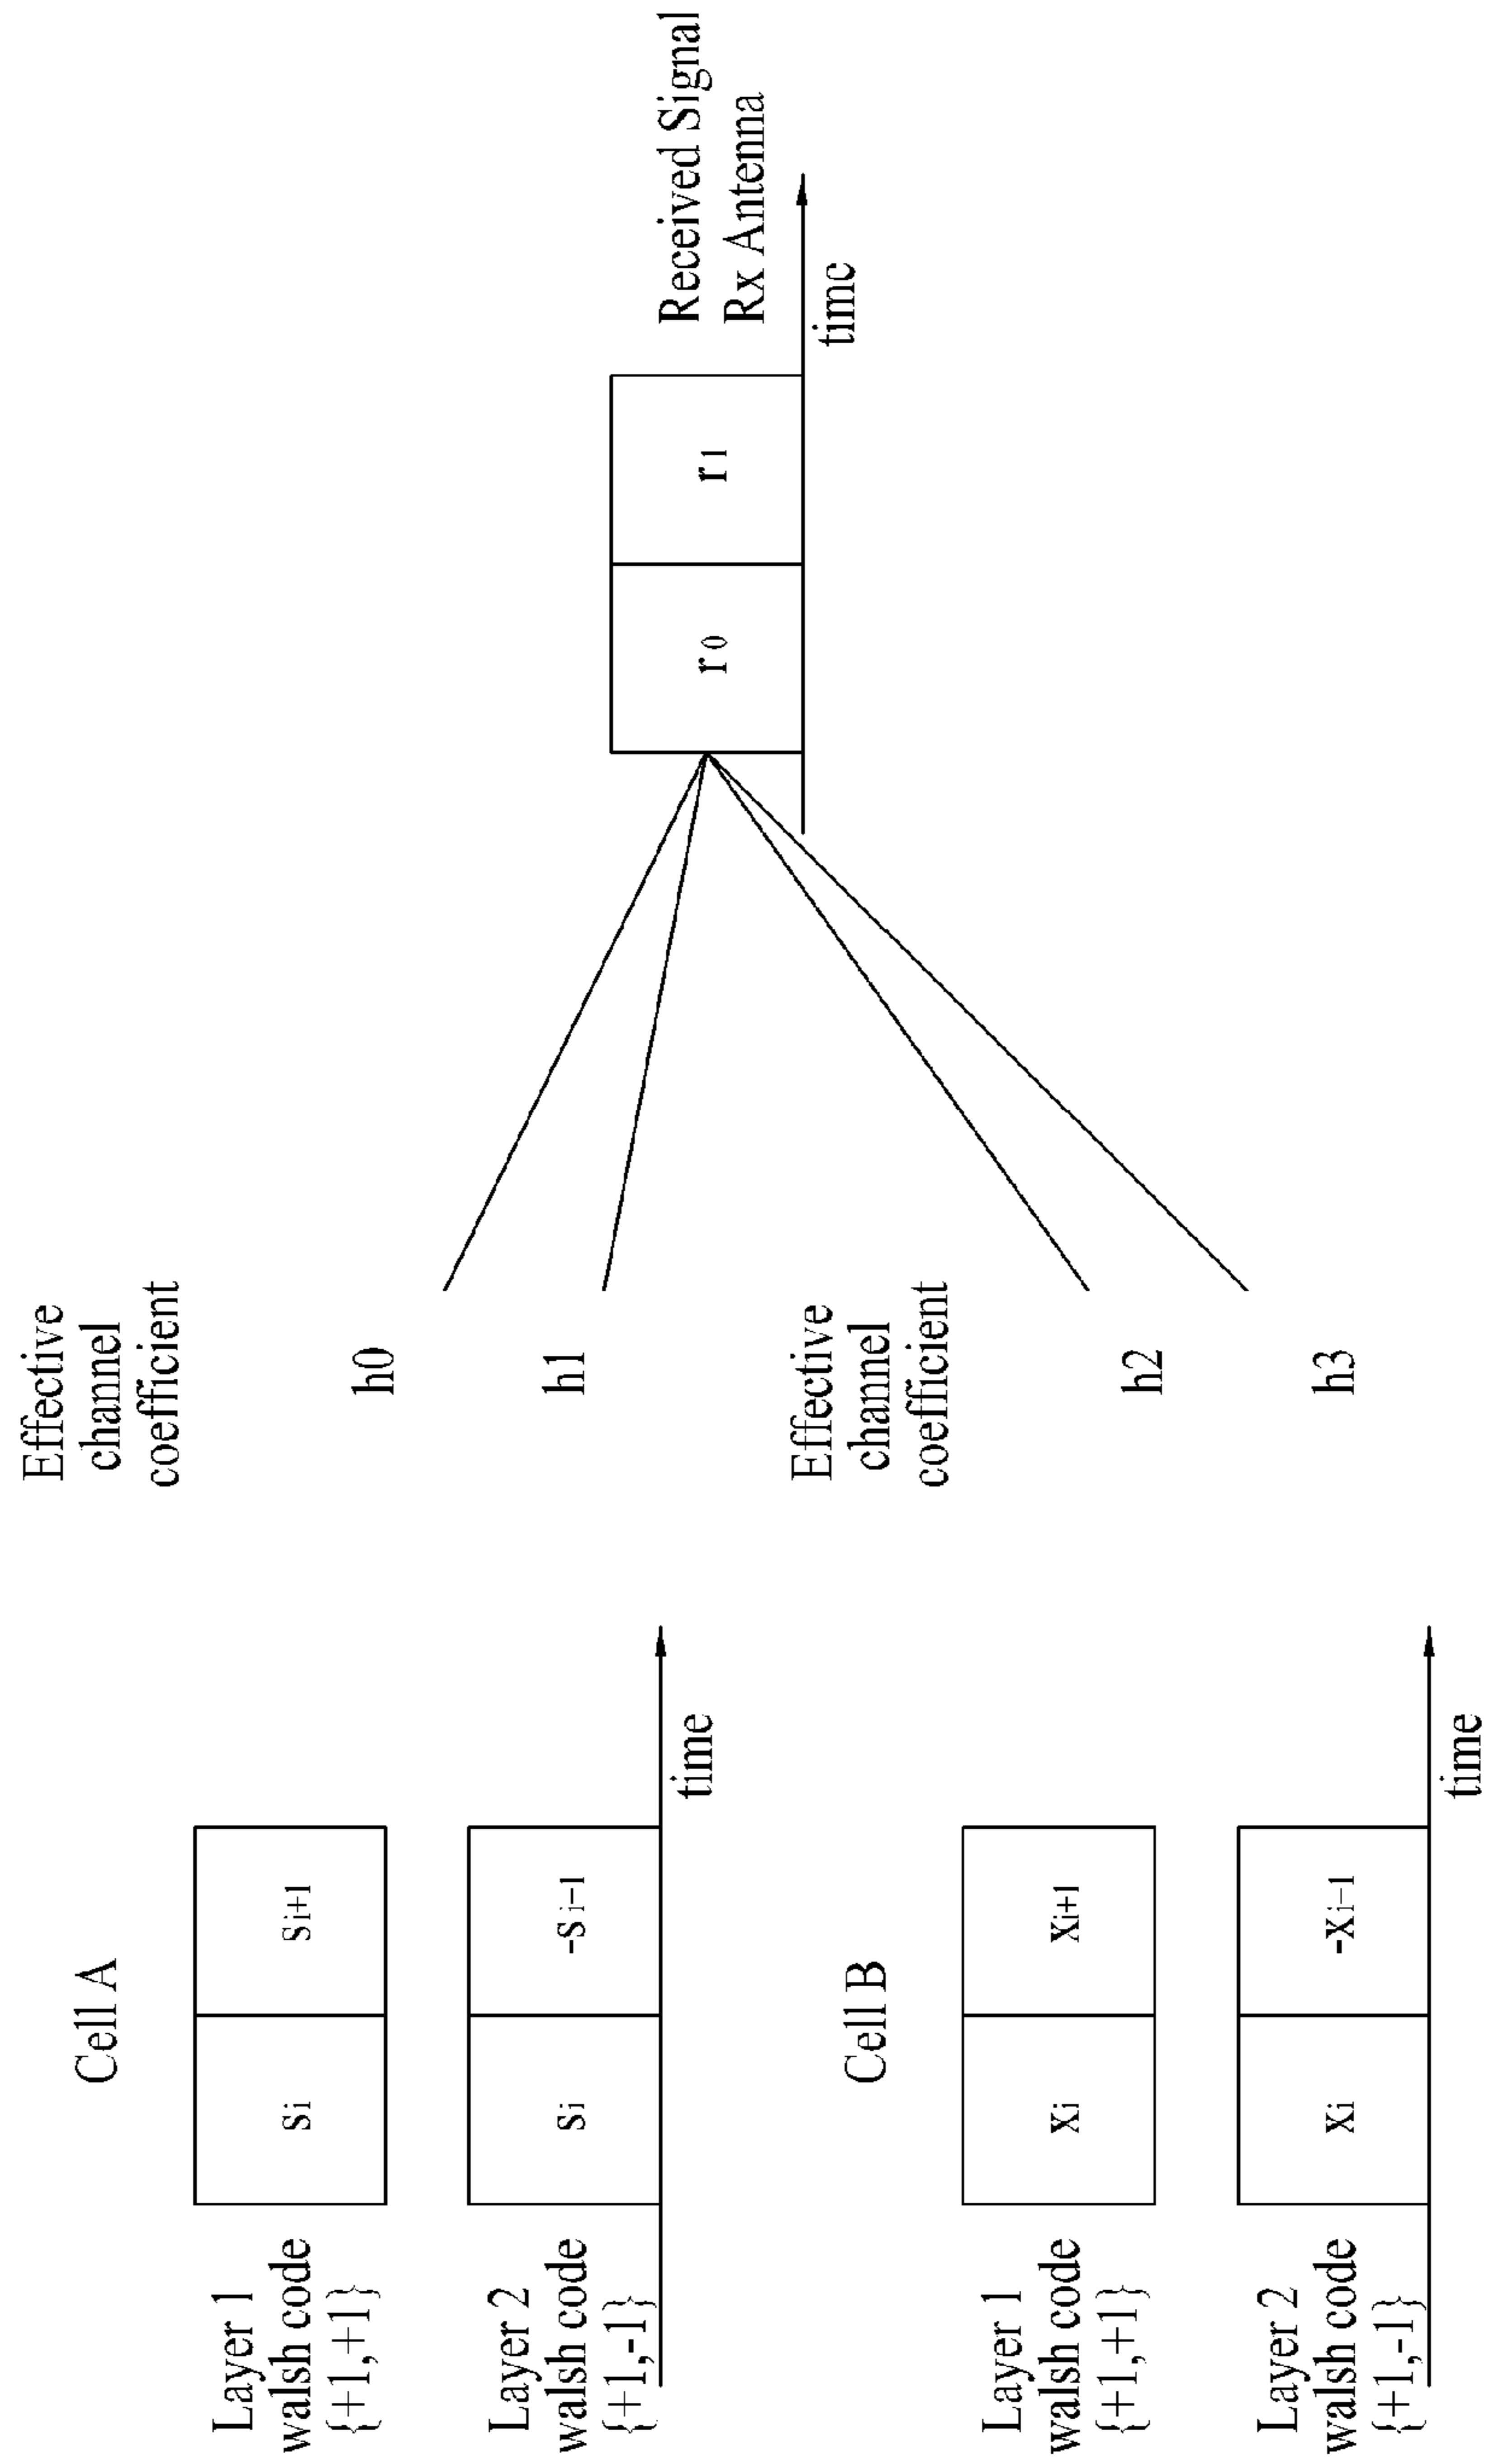 Cell A
Layer 1
walsh code
{+1,+1}
si
si+1
Layer 2
walsh code
{+1,-1}
si
-si−1
time
Effective
channel
coefficient
h0
h1
Cell B
Layer 1
walsh code
{+1,+1}
xi
xi+1
Layer 2
walsh code
{+1,-1}
xi
-xi−1
time
Effective
channel
coefficient
h2
h3
r0
r1
Received Signal
Rx Antenna
time